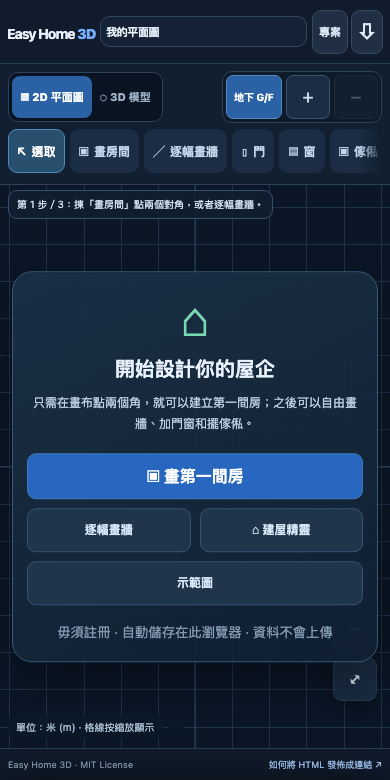 Easy Home 3D
我的平面圖
專案
2D 平面圖
3D 模型
地下 G/F
+
−
選取
畫房間
逐幅畫牆
門
窗
傢俬
第 1 步 / 3：揀「畫房間」點兩個對角，或者逐幅畫牆。
開始設計你的屋企
只需在畫布點兩個角，就可以建立第一間房；之後可以自由畫
牆、加門窗和擺傢俬。
畫第一間房
逐幅畫牆
建屋精靈
示範圖
毋須註冊 · 自動儲存在此瀏覽器 · 資料不會上傳
單位：米 (m) · 格線按縮放顯示
Easy Home 3D · MIT License
如何將 HTML 發佈成連結 ↗